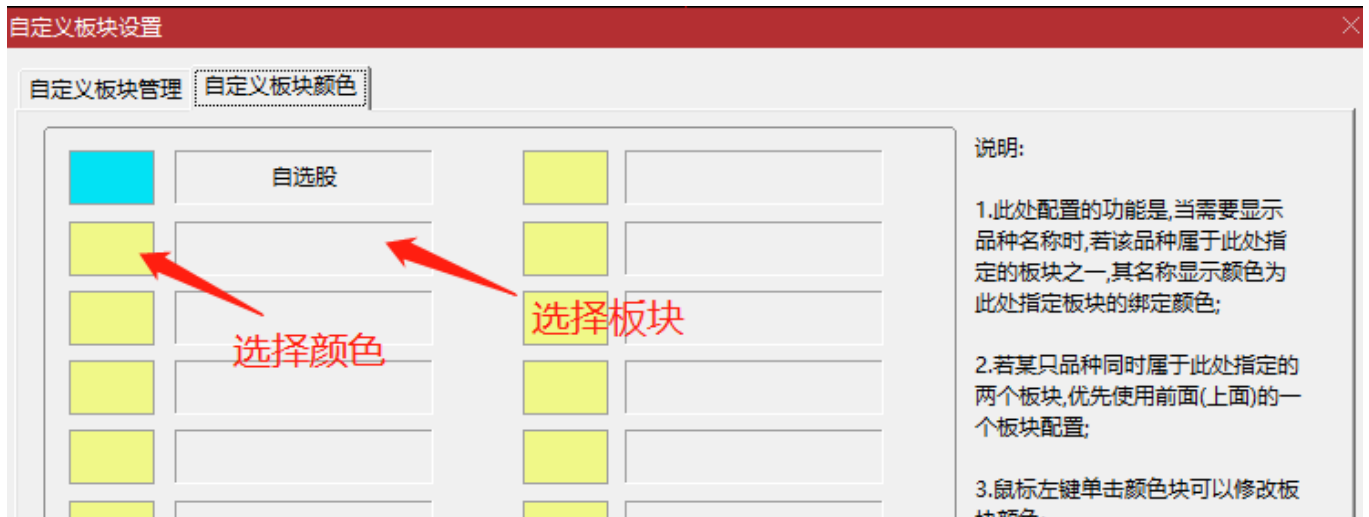 自定义板块设置
自定义板块管理 自定义板块颜色
自选股
选择颜色
选择板块
说明:
1.此处配置的功能是,当需要显示
品种名称时,若该品种属于此处指
定的板块之一,其名称显示颜色为
此处指定板块的绑定颜色;
2.若某只品种同时属于此处指定的
两个板块,优先使用前面(上面)的一
个板块配置;
3.鼠标左键单击颜色块可以修改板